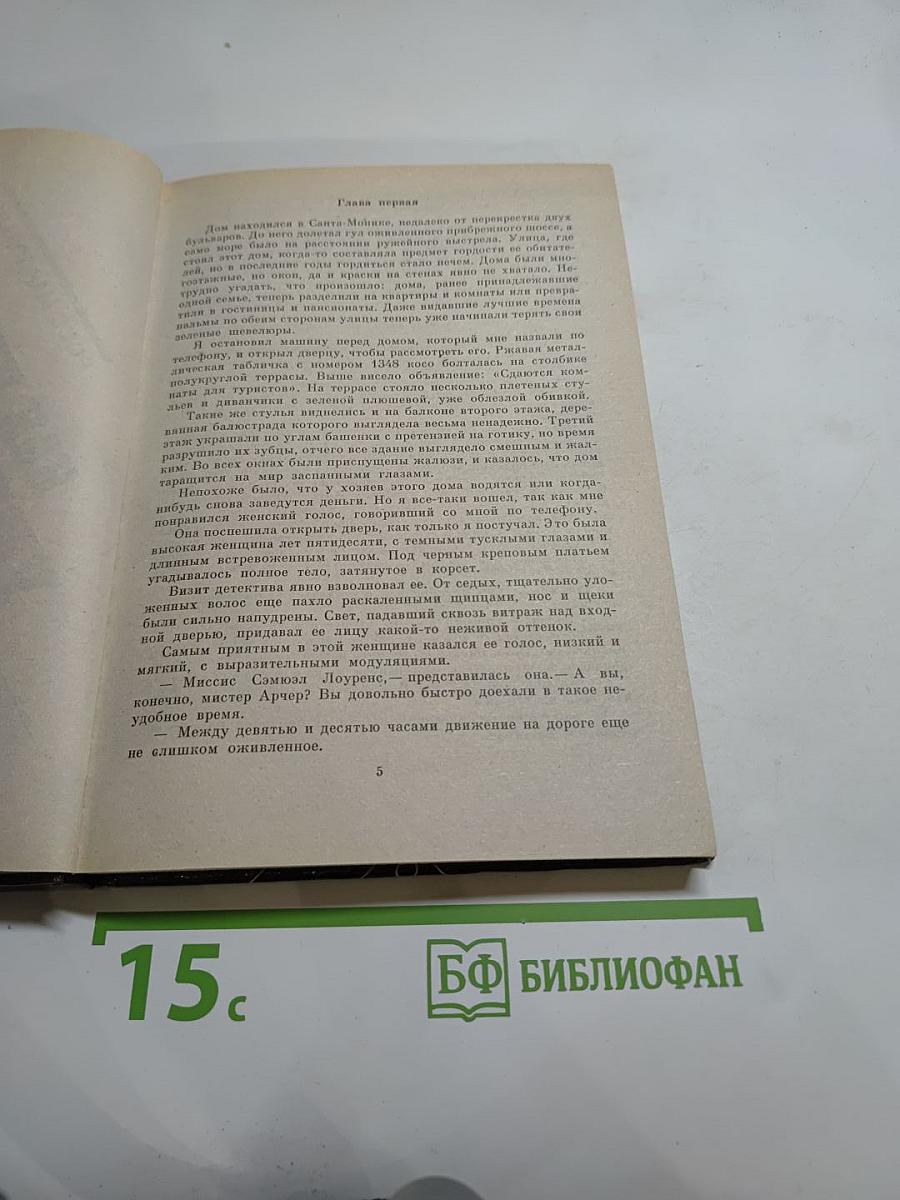 Глава первая
Дом находился в Санта-Монике, недалеко от перекрестка двух
бульваров. До него долетал гул оживленного прибрежного шоссе, а
само море было на расстоянии ружейного выстрела. Улица, где
стоял этот дом, когда-то составляла предмет гордости ее обитате-
лей, но в последние годы гордиться стало нечем. Дома были мно-
гоэтажные, но окон, да и краски на стенах явно не хватало. Не-
трудно угадать, что произошло: дома, ранее принадлежавшие
одной семье, теперь разделили на квартиры и комнаты или превра-
тили в гостиницы и пансионаты. Даже видавшие лучшие времена
пальмы по обеим сторонам улицы теперь уже начинали терять свои
зеленые шевелюры.
Я остановил машину перед домом, который мне назвали по
телефону, и открыл дверцу, чтобы рассмотреть его. Ржавая метал-
лическая табличка с номером 1348 косо болталась на столбике
полукруглой террасы. Выше висело объявление: «Сдаются ком-
наты для туристов». На террасе стояло несколько плетеных сту-
льев и диванчики с зеленой плюшевой, уже облезлой обивкой.
Такие же стулья виднелись и на балконе второго этажа, дере-
вянная балюстрада которого выглядела весьма ненадежно. Третий
этаж украшали по углам башенки с претензией на готику, но время
разрушило их зубцы, отчего все здание выглядело смешным и жал-
ким. Во всех окнах были приспущены жалюзи, и казалось, что дом
таращится на мир заспанными глазами.
Непохоже было, что у хозяев этого дома водятся или когда-
нибудь снова заведутся деньги. Но я все-таки вошел, так как мне
понравился женский голос, говоривший со мной по телефону.
Она поспешила открыть дверь, как только я постучал. Это была
высокая женщина лет пятидесяти, с темными тусклыми глазами и
длинным встревоженным лицом. Под черным креповым платьем
угадывалось полное тело, затянутое в корсет.
Визит детектива явно взволновал ее. От седых, тщательно уло-
женных волос еще пахло раскаленными щипцами, нос и щеки
были сильно напудрены. Свет, падавший сквозь витраж над вход-
ной дверью, придавал ее лицу какой-то неживой оттенок.
Самым приятным в этой женщине казался ее голос, низкий и
мягкий, с выразительными модуляциями.
— Миссис Сэмюэл Лоуренс,— представилась она.— А вы,
конечно, мистер Арчер? Вы довольно быстро доехали в такое не-
удобное время.
— Между девятью и десятью часами движение на дороге еще
не слишком оживленное.
5
15 с
БФ БИБЛИОФАН